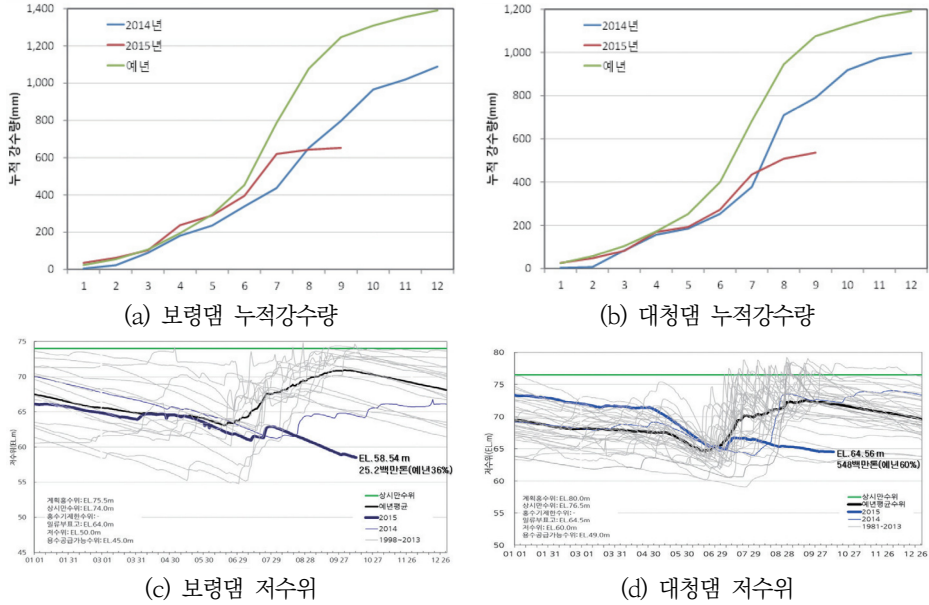 1,400
1,200
1,000
800
600
400
200
0
누적 강수량(mm)
2014년
2015년
예년
1 2 3 4 5 6 7 8 9 10 11 12
(a) 보령댐 누적강수량
1,200
1,000
800
600
400
200
0
누적 강수량(mm)
2014년
2015년
예년
1 2 3 4 5 6 7 8 9 10 11 12
(b) 대청댐 누적강수량
75
70
65
60
55
50
45
저수위(EL.m)
EL.58.54 m
25.2백만톤(예년36%)
계획홍수위: EL.75.5m
상시만수위: EL.74.0m
홍수기제한수위: -
일류부표고: EL.64.0m
저수위: EL.50.0m
용수공급가능수위: EL.45.0m
상시만수위
예년평균
2015
2014
1998~2013
01 01 03 01 03 31 04 30 05 30 06 29 07 29 08 28 09 27 10 27 11 26 12 26
(c) 보령댐 저수위
80
75
70
65
60
55
50
저수위(EL.m)
EL.64.56 m
548백만톤(예년60%)
계획홍수위: EL.80.0m
상시만수위: EL.76.5m
홍수기제한수위: -
일류부표고: EL.64.5m
저수위: EL.60.0m
용수공급가능수위: EL.49.0m
상시만수위
예년평균수위
2015
2014
1981-2013
01 01 01 31 03 01 03 31 04 30 05 30 06 29 07 29 08 28 09 27 10 27 11 26 12 26
(d) 대청댐 저수위